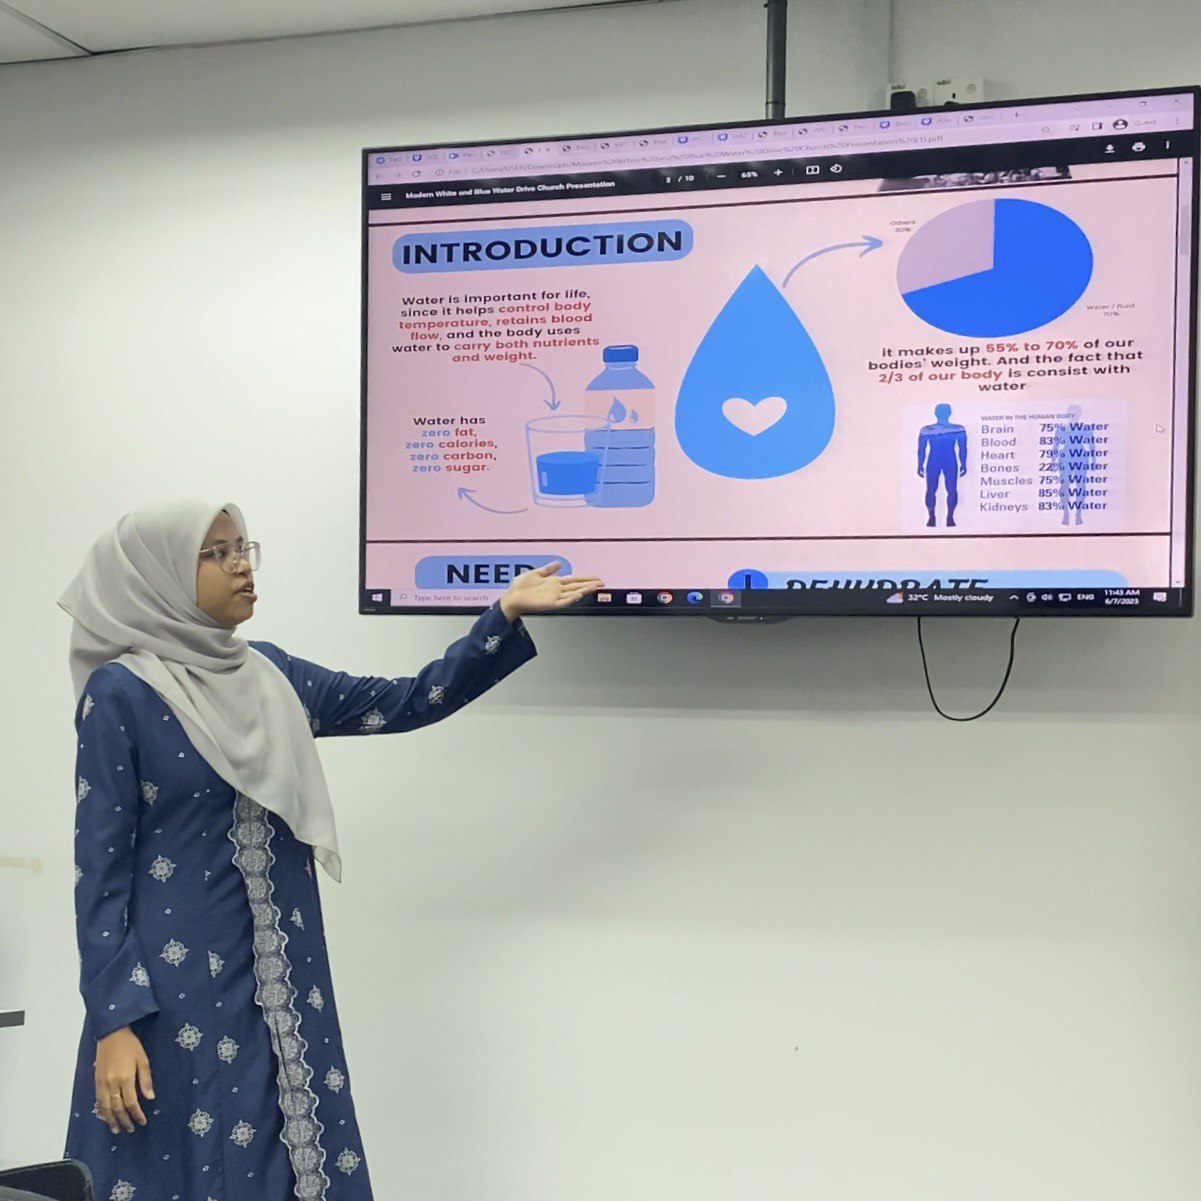 Modern White and Blue Water Drive Church Presentation
2 / 10
65%
Guest
INTRODUCTION
Water is important for life,
since it helps control body
temperature, retains blood
flow, and the body uses
water to carry both nutrients
and weight.
Water has
zero fat,
zero calories,
zero carbon,
zero sugar.
Others
30%
Water / fluid
70%
it makes up 55% to 70% of our
bodies' weight. And the fact that
2/3 of our body is consist with
water
WATER IN THE HUMAN BODY
Brain 75% Water
Blood 83% Water
Heart 79% Water
Bones 22% Water
Muscles 75% Water
Liver 85% Water
Kidneys 83% Water
NEED
DEHYDRATE
Type here to search
32°C Mostly cloudy
ENG
11:43 AM
6/7/2023